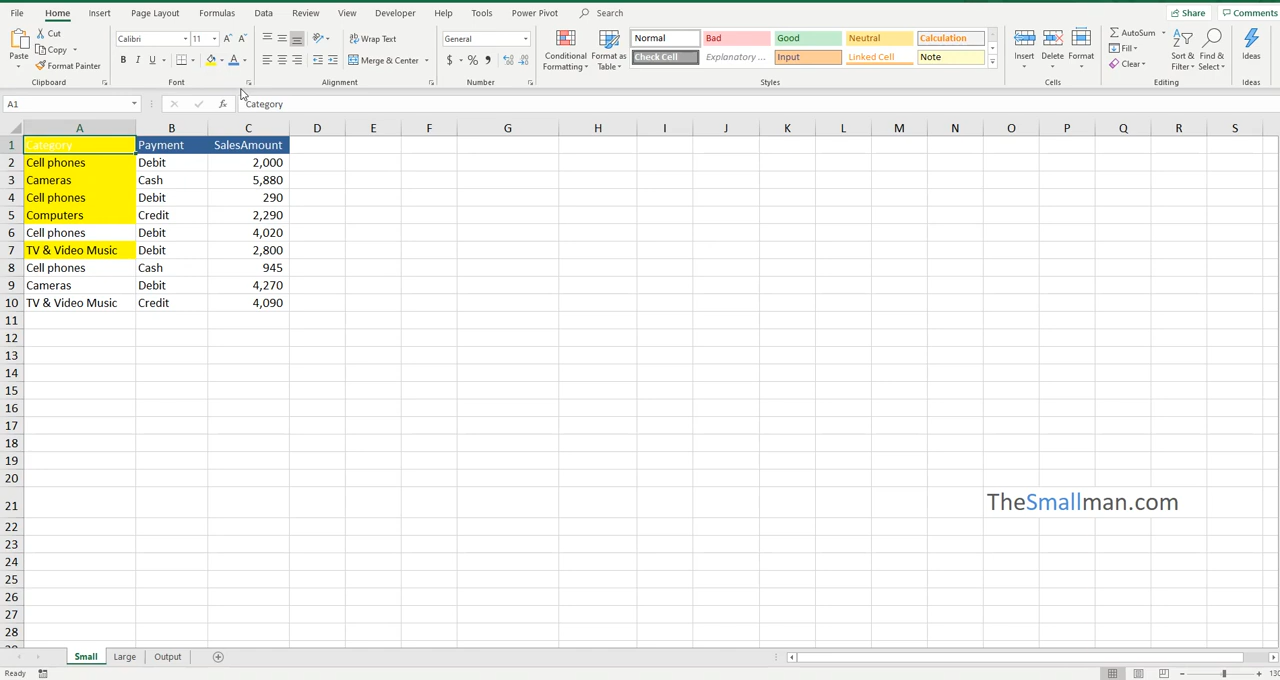 File Home Insert Page Layout Formulas Data Review View Developer Help Tools Power Pivot Search Share Comments
Paste Cut Copy Format Painter
Calibri 11 General
B I U Wrap Text Merge & Center $ % 9
Conditional Formatting Format as Table
Normal Bad Good Neutral Calculation
Check Cell Explanatory ... Input Linked Cell Note
Insert Delete Format
AutoSum Fill Clear Sort & Filter Find & Select Ideas
Clipboard Font Alignment Number Styles Cells Editing Ideas
A1 fx Category
A B C D E F G H I J K L M N O P Q R S
1 Category Payment SalesAmount
2 Cell phones Debit 2,000
3 Cameras Cash 5,880
4 Cell phones Debit 290
5 Computers Credit 2,290
6 Cell phones Debit 4,020
7 TV & Video Music Debit 2,800
8 Cell phones Cash 945
9 Cameras Debit 4,270
10 TV & Video Music Credit 4,090
11
12
13
14
15
16
17
18
19
20
21 TheSmallman.com
22
23
24
25
26
27
28
Small Large Output
Ready